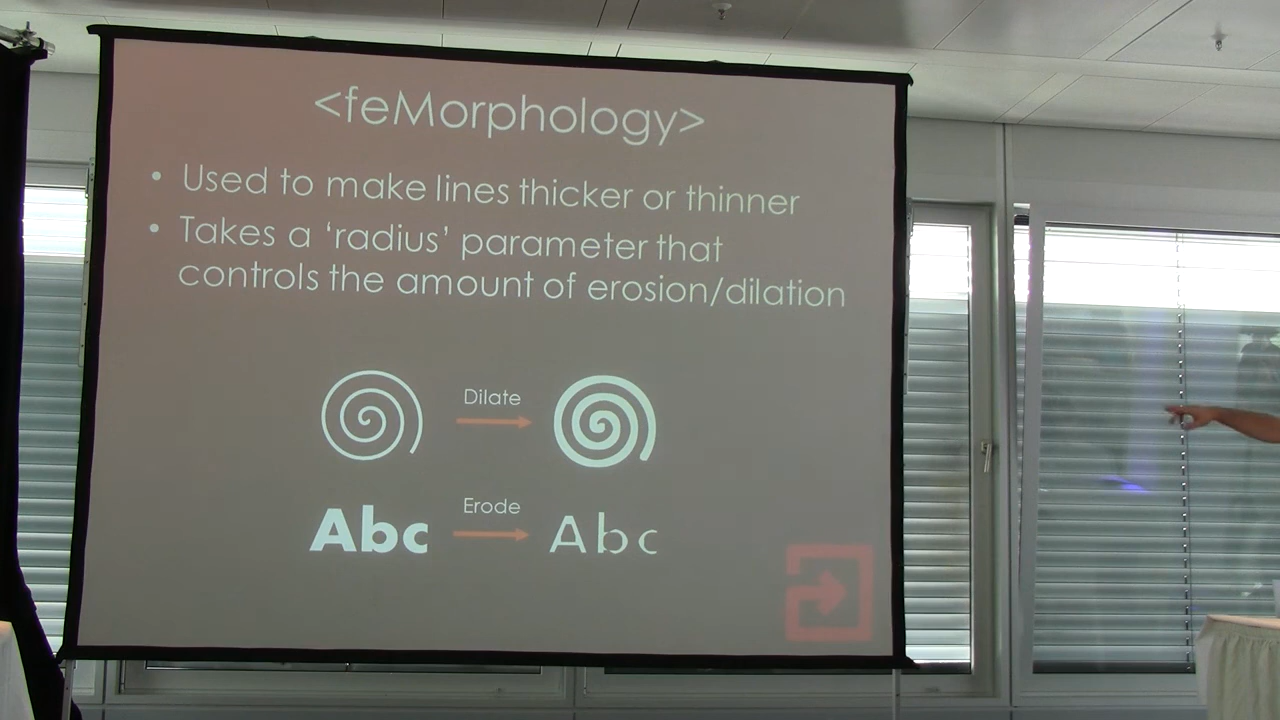 <feMorphology>
• Used to make lines thicker or thinner
• Takes a ‘radius’ parameter that
controls the amount of erosion/dilation
Dilate
Erode
Abc
Abc